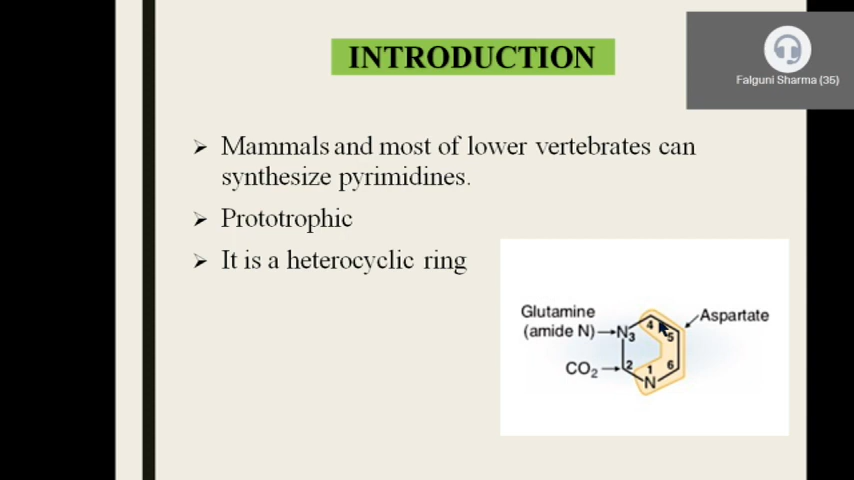 INTRODUCTION
Falguni Sharma (35)
Mammals and most of lower vertebrates can
synthesize pyrimidines.
Prototrophic
It is a heterocyclic ring
Glutamine
(amide N)
Aspartate
4
N3
5
CO2
2
1
6
N